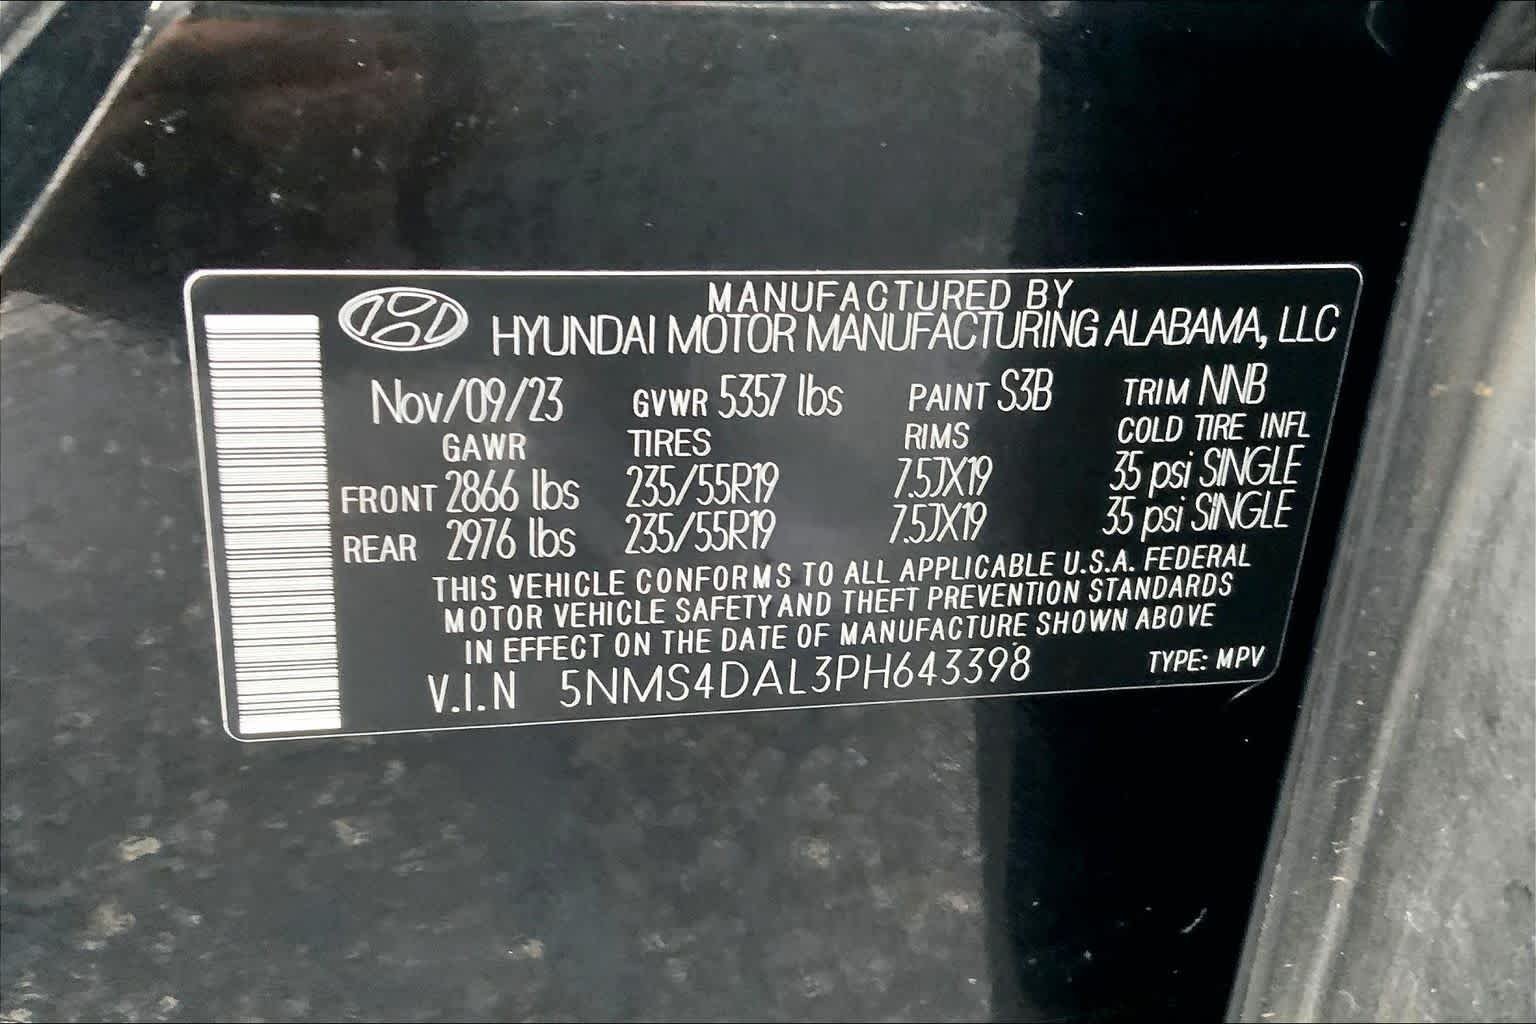 MANUFACTURED BY
HYUNDAI MOTOR MANUFACTURING ALABAMA, LLC
Nov/09/23 GVWR 5357 lbs PAINT S3B TRIM NNB
GAWR TIRES RIMS COLD TIRE INFL
FRONT 2866 lbs 235/55R19 7.5JX19 35 psi SINGLE
REAR 2976 lbs 235/55R19 7.5JX19 35 psi SINGLE
THIS VEHICLE CONFORMS TO ALL APPLICABLE U.S.A. FEDERAL
MOTOR VEHICLE SAFETY AND THEFT PREVENTION STANDARDS
IN EFFECT ON THE DATE OF MANUFACTURE SHOWN ABOVE
V.I.N 5NMS4DAL3PH643398 TYPE: MPV